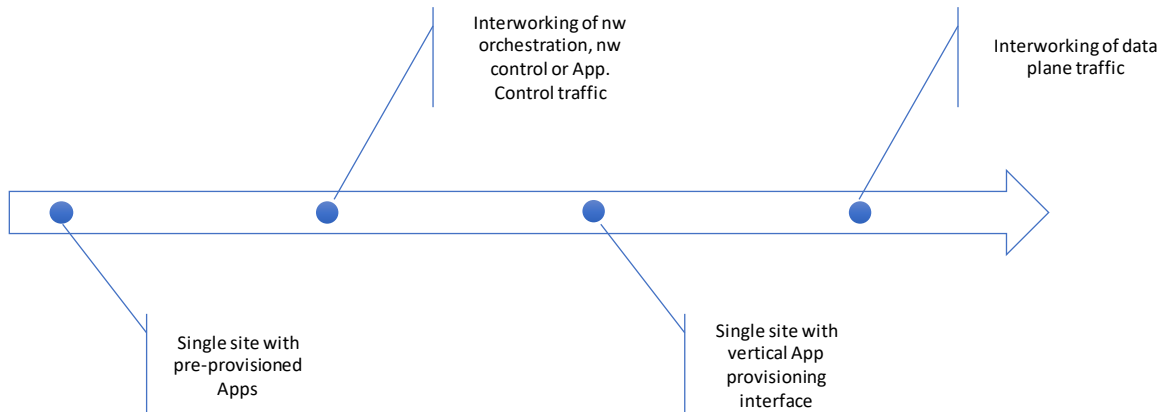 Interworking of nw
orchestration, nw
control or App.
Control traffic
Interworking of data
plane traffic
Single site with
pre-provisioned
Apps
Single site with
vertical App
provisioning
interface